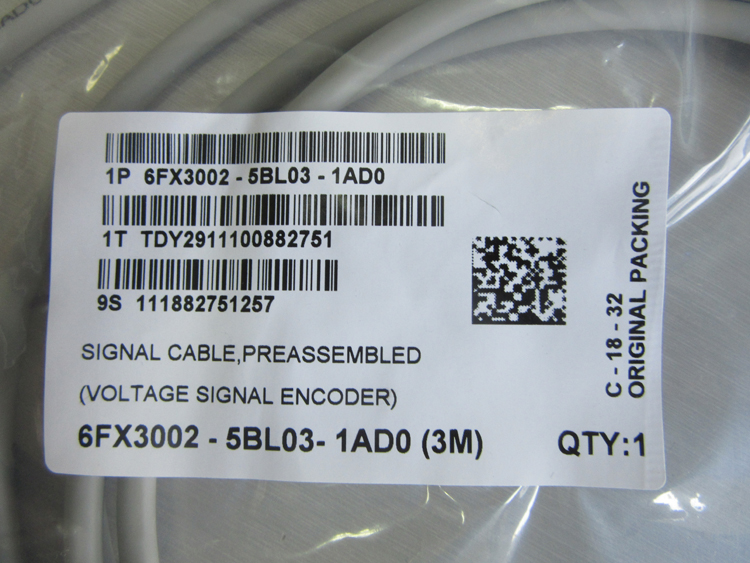 1P 6FX3002 - 5BL03 - 1AD0
1T TDY2911100882751
9S 111882751257
SIGNAL CABLE,PREASSEMBLED
(VOLTAGE SIGNAL ENCODER)
6FX3002 - 5BL03- 1AD0 (3M)
QTY:1
C - 18 - 32
ORIGINAL PACKING